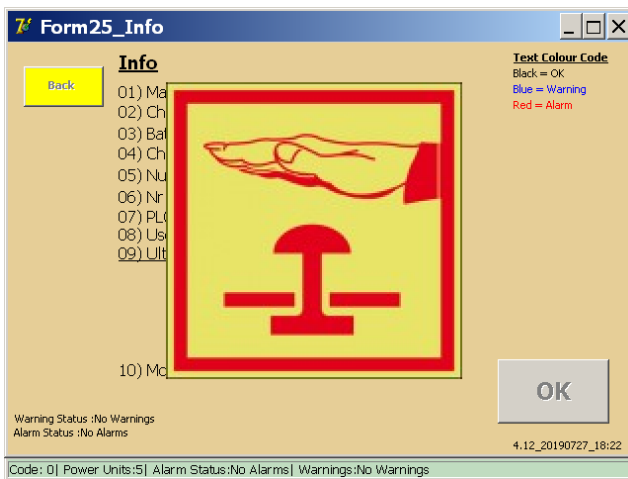 Form25_Info
Back
Info
01) Ma
02) Ch
03) Bat
04) Ch
05) Nu
06) Nr
07) PLC
08) Use
09) Ult
10) Mo
Text Colour Code
Black = OK
Blue = Warning
Red = Alarm
OK
Warning Status :No Warnings
Alarm Status :No Alarms
4.12_20190727_18:22
Code: 0| Power Units:5| Alarm Status:No Alarms| Warnings:No Warnings